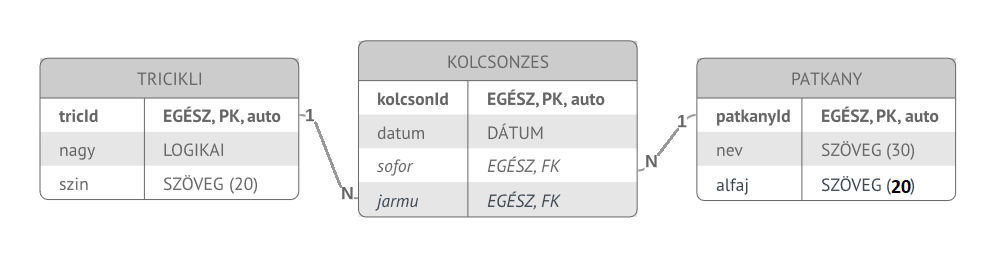 TRICIKLI
tricId EGÉSZ, PK, auto
nagy LOGIKAI
szin SZÖVEG (20)
1
N
KOLCSONZES
kolcsonId EGÉSZ, PK, auto
datum DÁTUM
sofor EGÉSZ, FK
jarmu EGÉSZ, FK
N
1
PATKANY
patkanyId EGÉSZ, PK, auto
nev SZÖVEG (30)
alfaj SZÖVEG (20)